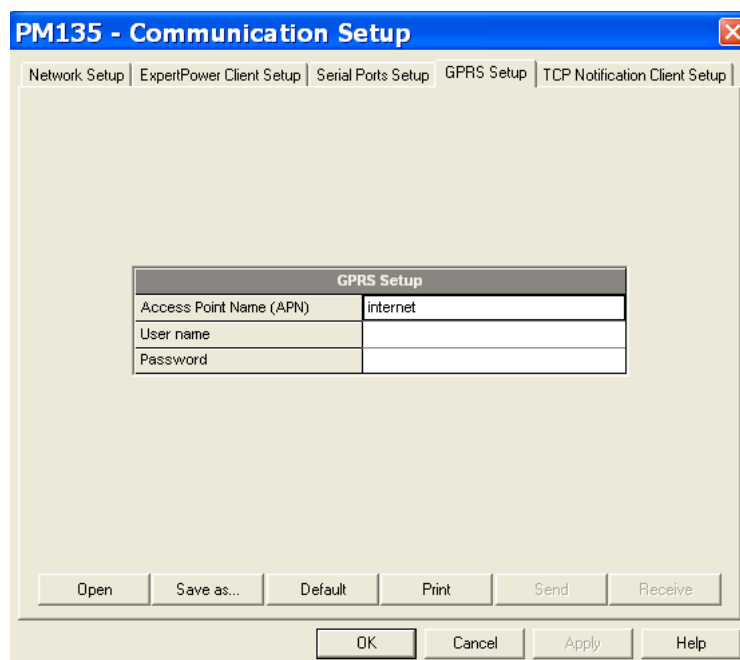 PM135 - Communication Setup
Network Setup ExpertPower Client Setup Serial Ports Setup GPRS Setup TCP Notification Client Setup
GPRS Setup
Access Point Name (APN) internet
User name
Password
Open Save as... Default Print Send Receive
OK Cancel Apply Help